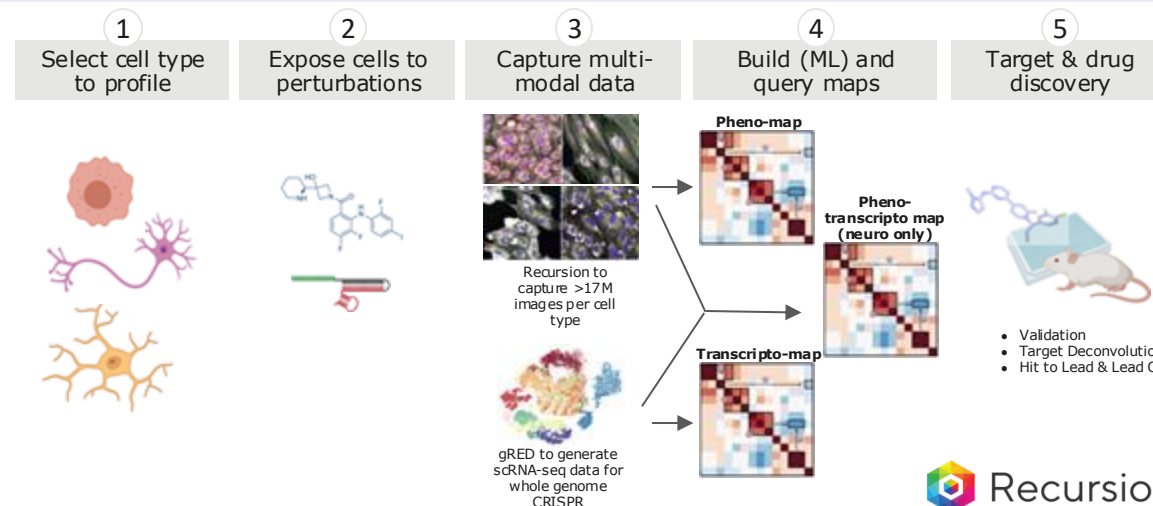 1
Select cell type
to profile
2
Expose cells to
perturbations
3
Capture multi-
modal data
4
Build (ML) and
query maps
5
Target & drug
discovery
HO
N
NH
O
F
H
N
F
F
I
Recursion to
capture >17M
images per cell
type
gRED to generate
scRNA-seq data for
whole genome
CRISPR
Pheno-map
Pheno-
transcripto map
(neuro only)
Transcripto-map
• Validation
• Target Deconvolutio
• Hit to Lead & Lead O
Recursio